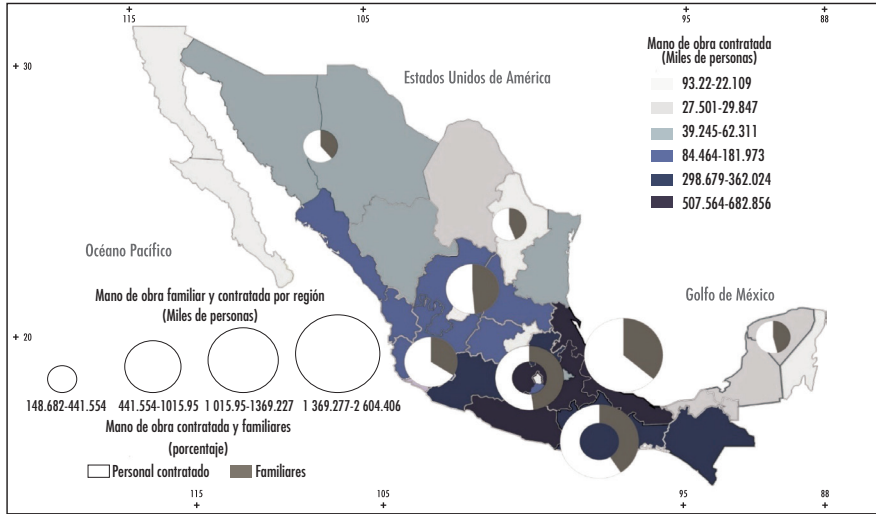 115
105
95
88
+ 30
Estados Unidos de América
Mano de obra contratada
(Miles de personas)
93.22-22.109
27.501-29.847
39.245-62.311
84.464-181.973
298.679-362.024
507.564-682.856
Océano Pacífico
Golfo de México
Mano de obra familiar y contratada por región
(Miles de personas)
+ 20
148.682-441.554
441.554-1015.95
1 015.95-1369.227
1 369.277-2 604.406
Mano de obra contratada y familiares
(porcentaje)
Personal contratado
Familiares
115
105
95
88